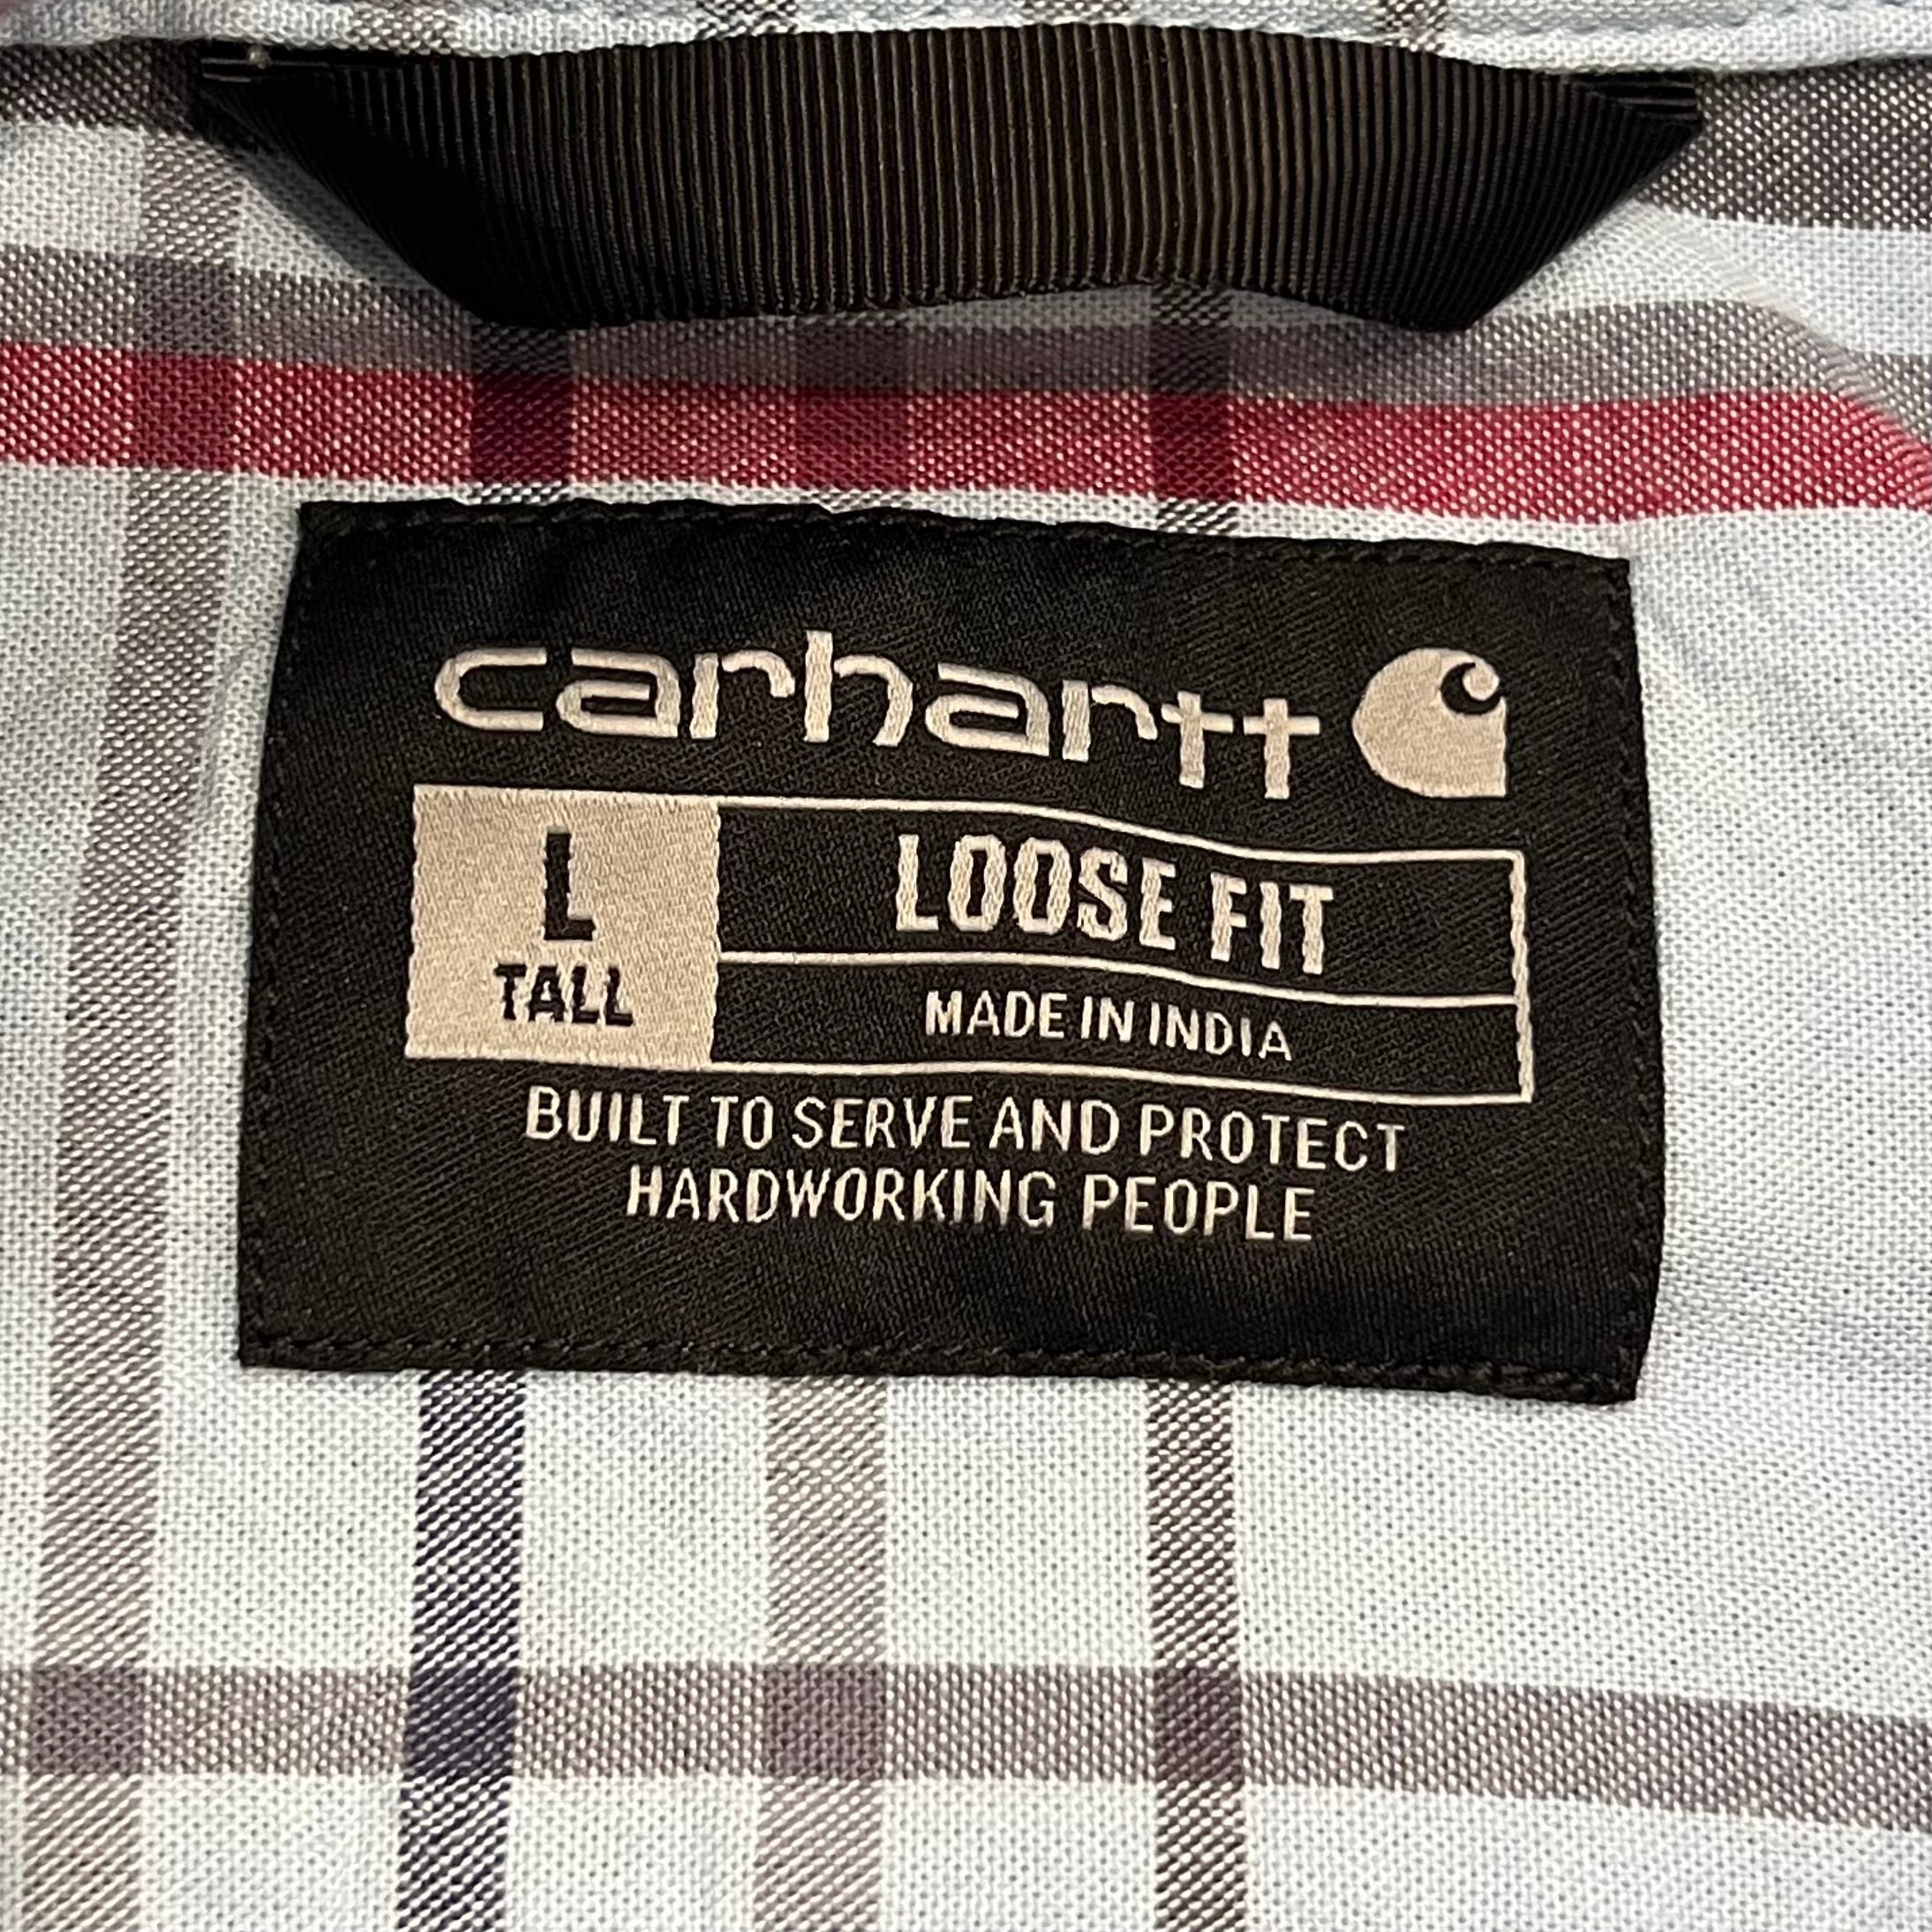 carhartt
L
TALL
LOOSE FIT
MADE IN INDIA
BUILT TO SERVE AND PROTECT
HARDWORKING PEOPLE